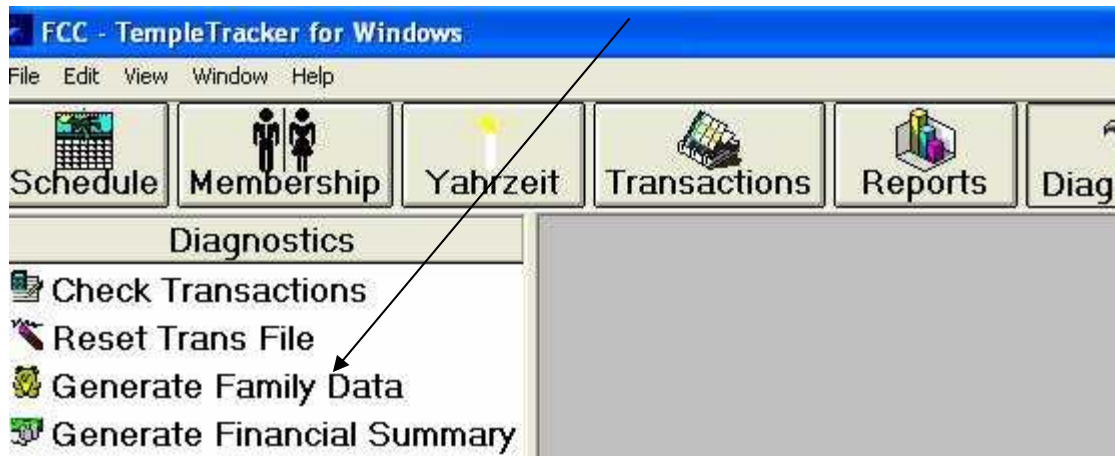 FCC - TempleTracker for Windows
File Edit View Window Help
Schedule Membership Yahrzeit Transactions Reports Diag
Diagnostics
Check Transactions
Reset Trans File
Generate Family Data
Generate Financial Summary